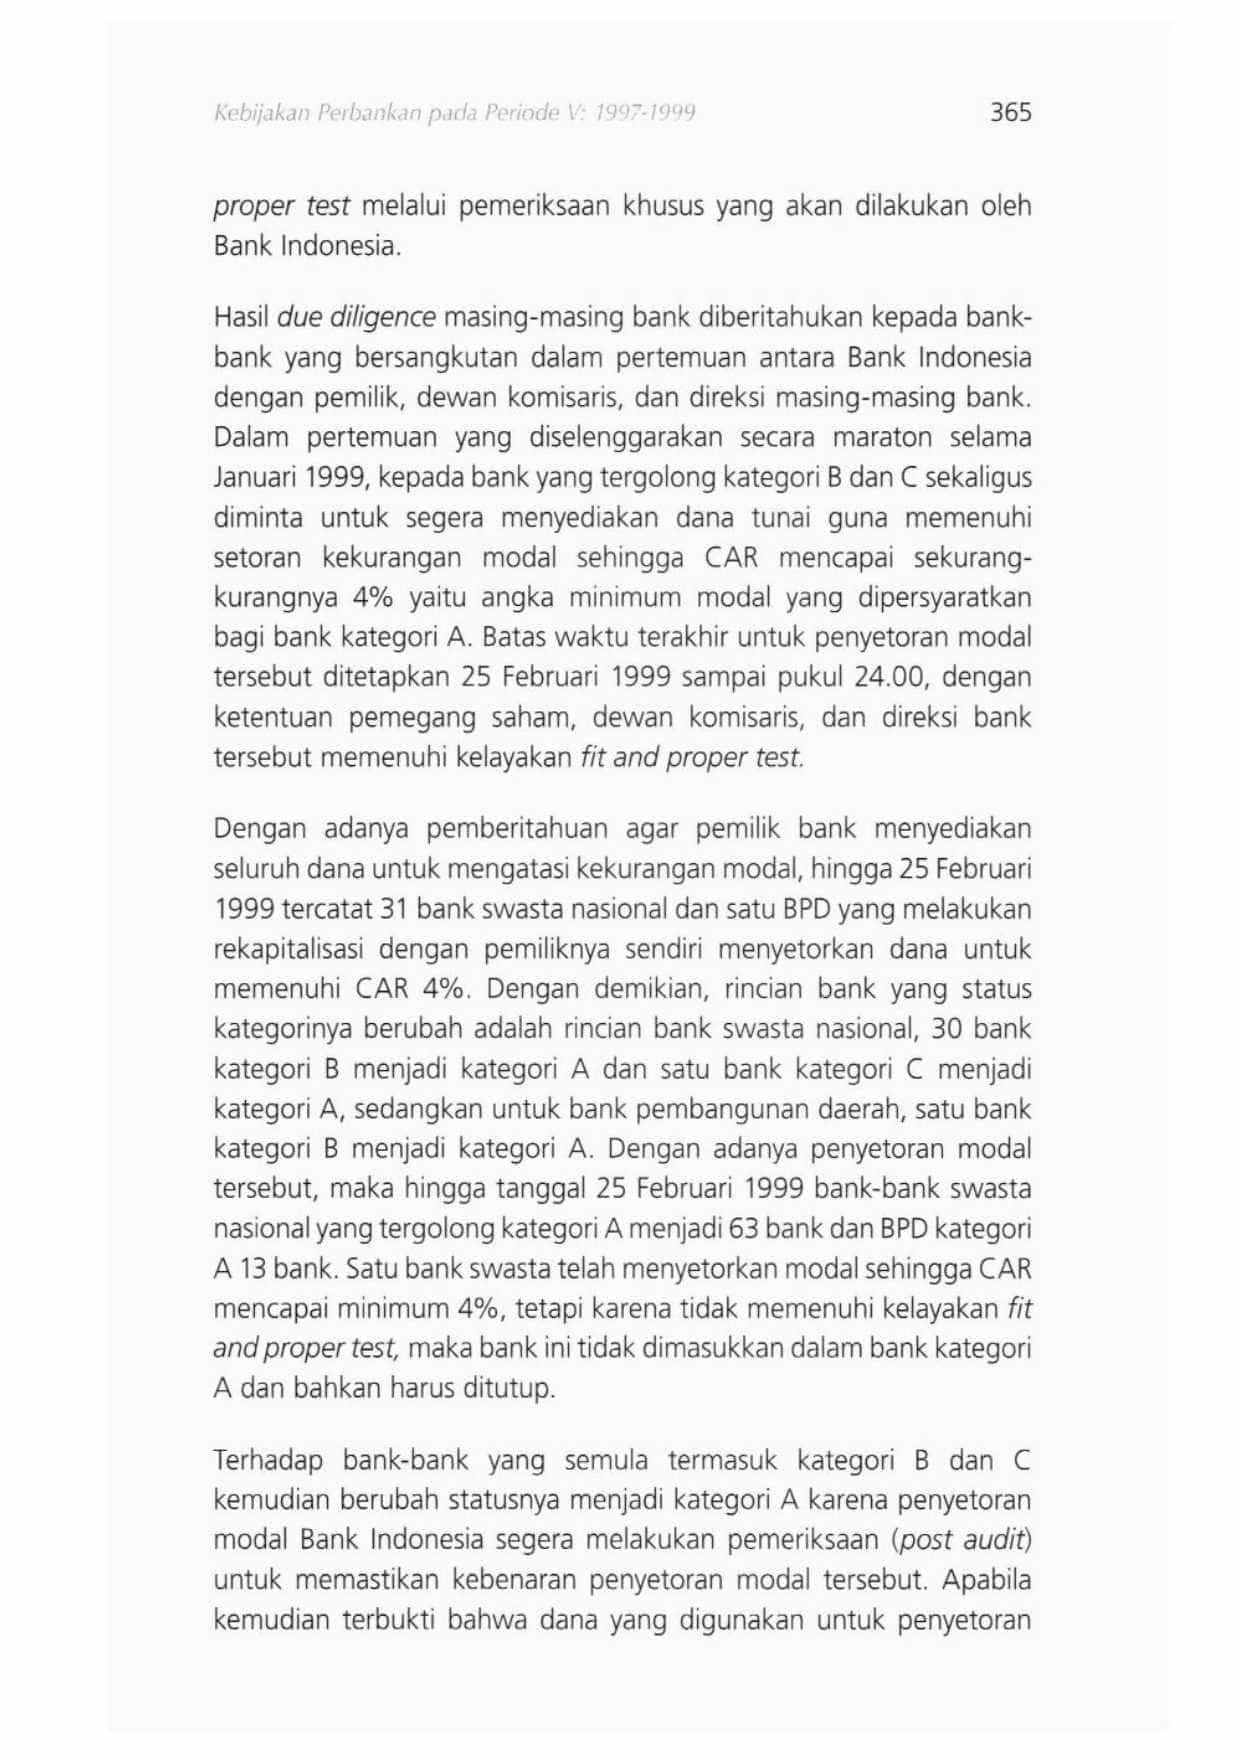 Kebijakan Perbankan pada Periode V: 1997-1999 365
proper test melalui pemeriksaan khusus yang akan dilakukan oleh
Bank Indonesia.
Hasil due diligence masing-masing bank diberitahukan kepada bank-
bank yang bersangkutan dalam pertemuan antara Bank Indonesia
dengan pemilik, dewan komisaris, dan direksi masing-masing bank.
Dalam pertemuan yang diselenggarakan secara maraton selama
Januari 1999, kepada bank yang tergolong kategori B dan C sekaligus
diminta untuk segera menyediakan dana tunai guna memenuhi
setoran kekurangan modal sehingga CAR mencapai sekurang-
kurangnya 4% yaitu angka minimum modal yang dipersyaratkan
bagi bank kategori A. Batas waktu terakhir untuk penyetoran modal
tersebut ditetapkan 25 Februari 1999 sampai pukul 24.00, dengan
ketentuan pemegang saham, dewan komisaris, dan direksi bank
tersebut memenuhi kelayakan fit and proper test.
Dengan adanya pemberitahuan agar pemilik bank menyediakan
seluruh dana untuk mengatasi kekurangan modal, hingga 25 Februari
1999 tercatat 31 bank swasta nasional dan satu BPD yang melakukan
rekapitalisasi dengan pemiliknya sendiri menyetorkan dana untuk
memenuhi CAR 4%. Dengan demikian, rincian bank yang status
kategorinya berubah adalah rincian bank swasta nasional, 30 bank
kategori B menjadi kategori A dan satu bank kategori C menjadi
kategori A, sedangkan untuk bank pembangunan daerah, satu bank
kategori B menjadi kategori A. Dengan adanya penyetoran modal
tersebut, maka hingga tanggal 25 Februari 1999 bank-bank swasta
nasional yang tergolong kategori A menjadi 63 bank dan BPD kategori
A 13 bank. Satu bank swasta telah menyetorkan modal sehingga CAR
mencapai minimum 4%, tetapi karena tidak memenuhi kelayakan fit
and proper test, maka bank ini tidak dimasukkan dalam bank kategori
A dan bahkan harus ditutup.
Terhadap bank-bank yang semula termasuk kategori B dan C
kemudian berubah statusnya menjadi kategori A karena penyetoran
modal Bank Indonesia segera melakukan pemeriksaan (post audit)
untuk memastikan kebenaran penyetoran modal tersebut. Apabila
kemudian terbukti bahwa dana yang digunakan untuk penyetoran